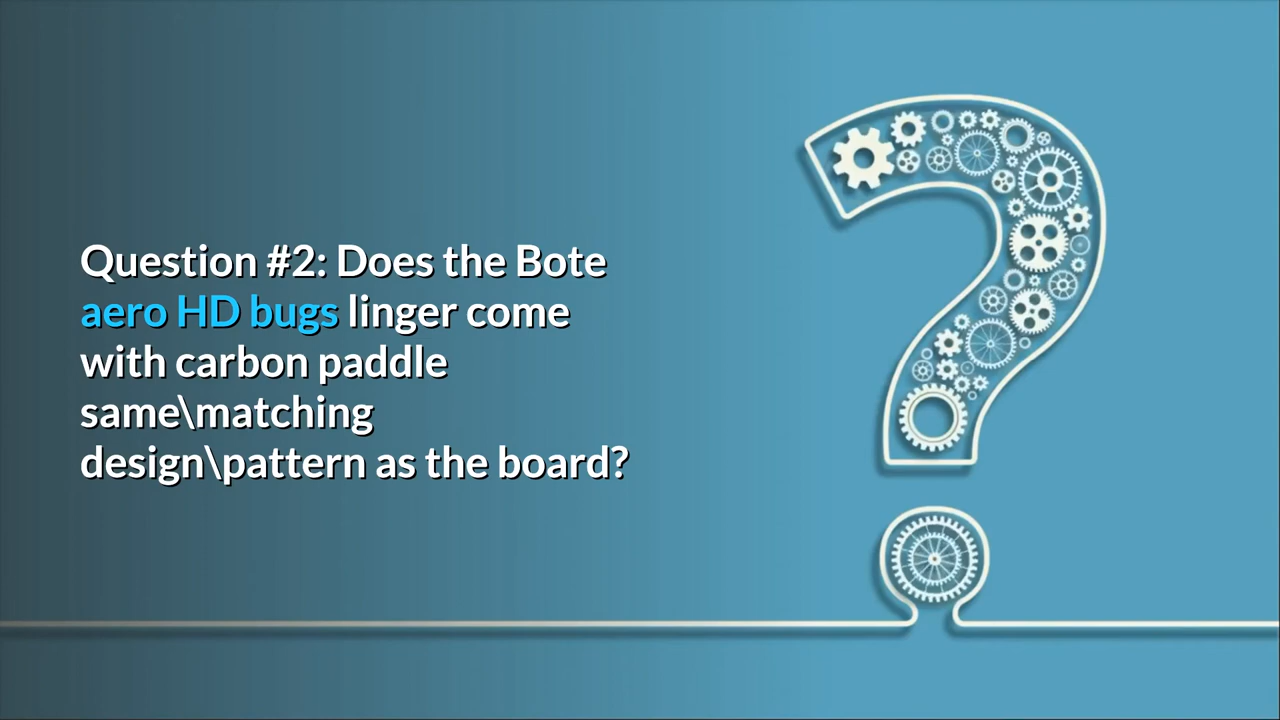 Question #2: Does the Bote
aero HD bugs linger come
with carbon paddle
same\matching
design\pattern as the board?